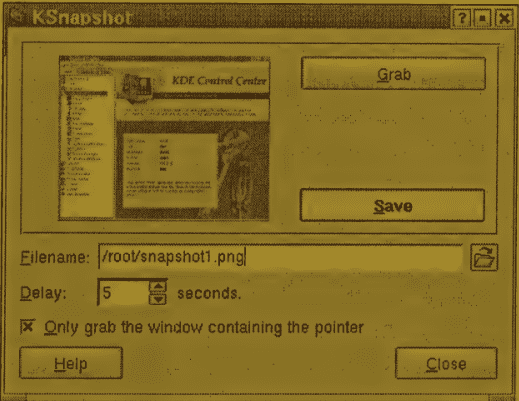 KSnapshot
KDE Control Center
Grab
Save
Filename: /root/snapshot1.png
Delay: 5 seconds.
Only grab the window containing the pointer
Help Close